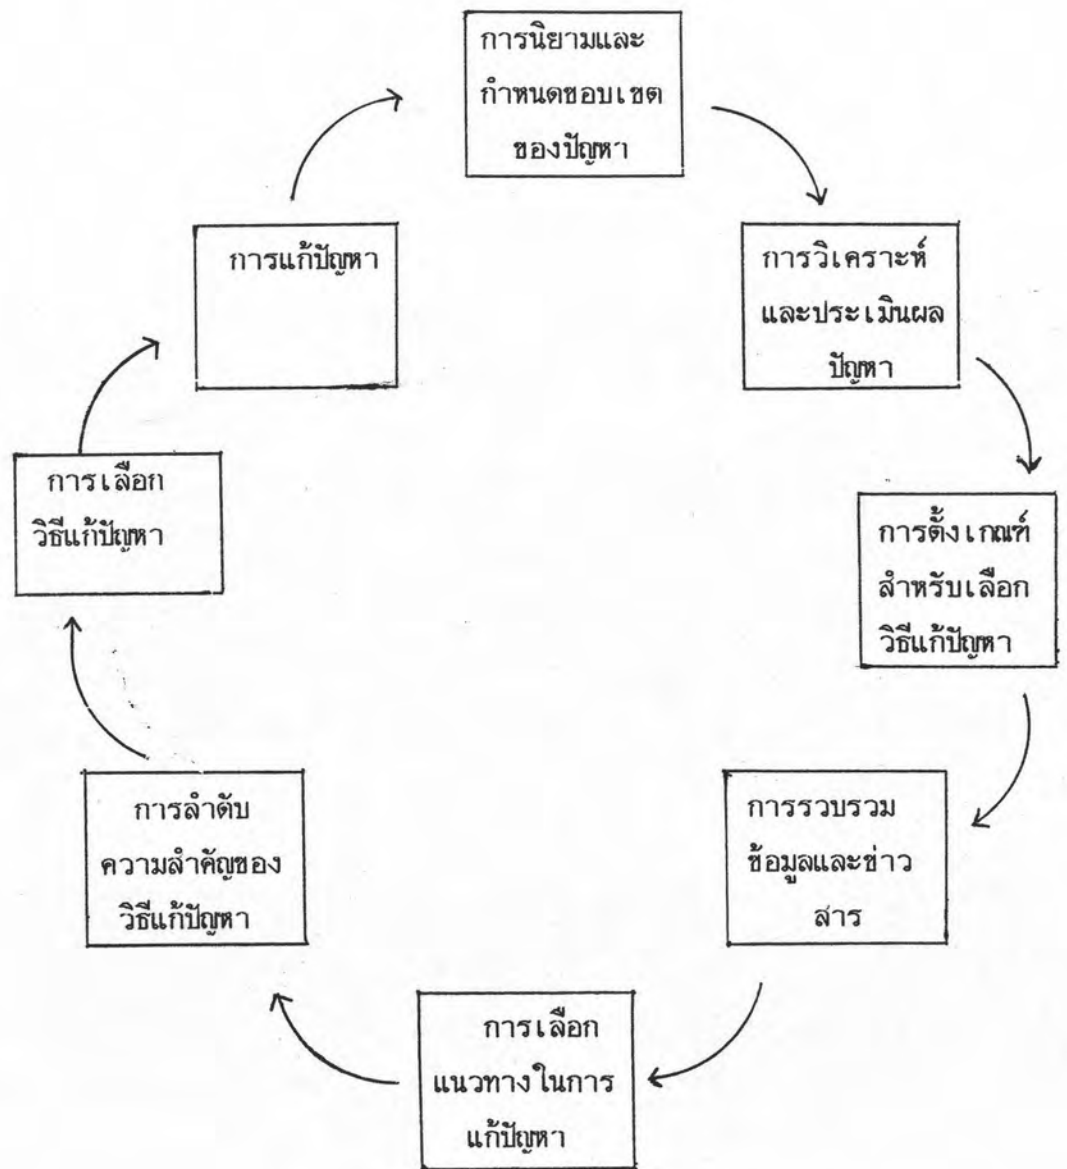 การนิยามและ
กำหนดขอบเขต
ของปัญหา
การวิเคราะห์
และประเมินผล
ปัญหา
การตั้งเกณฑ์
สำหรับเลือก
วิธีแก้ปัญหา
การรวบรวม
ข้อมูลและข่าว
สาร
การเลือก
แนวทางในการ
แก้ปัญหา
การลำดับ
ความสำคัญของ
วิธีแก้ปัญหา
การเลือก
วิธีแก้ปัญหา
การแก้ปัญหา